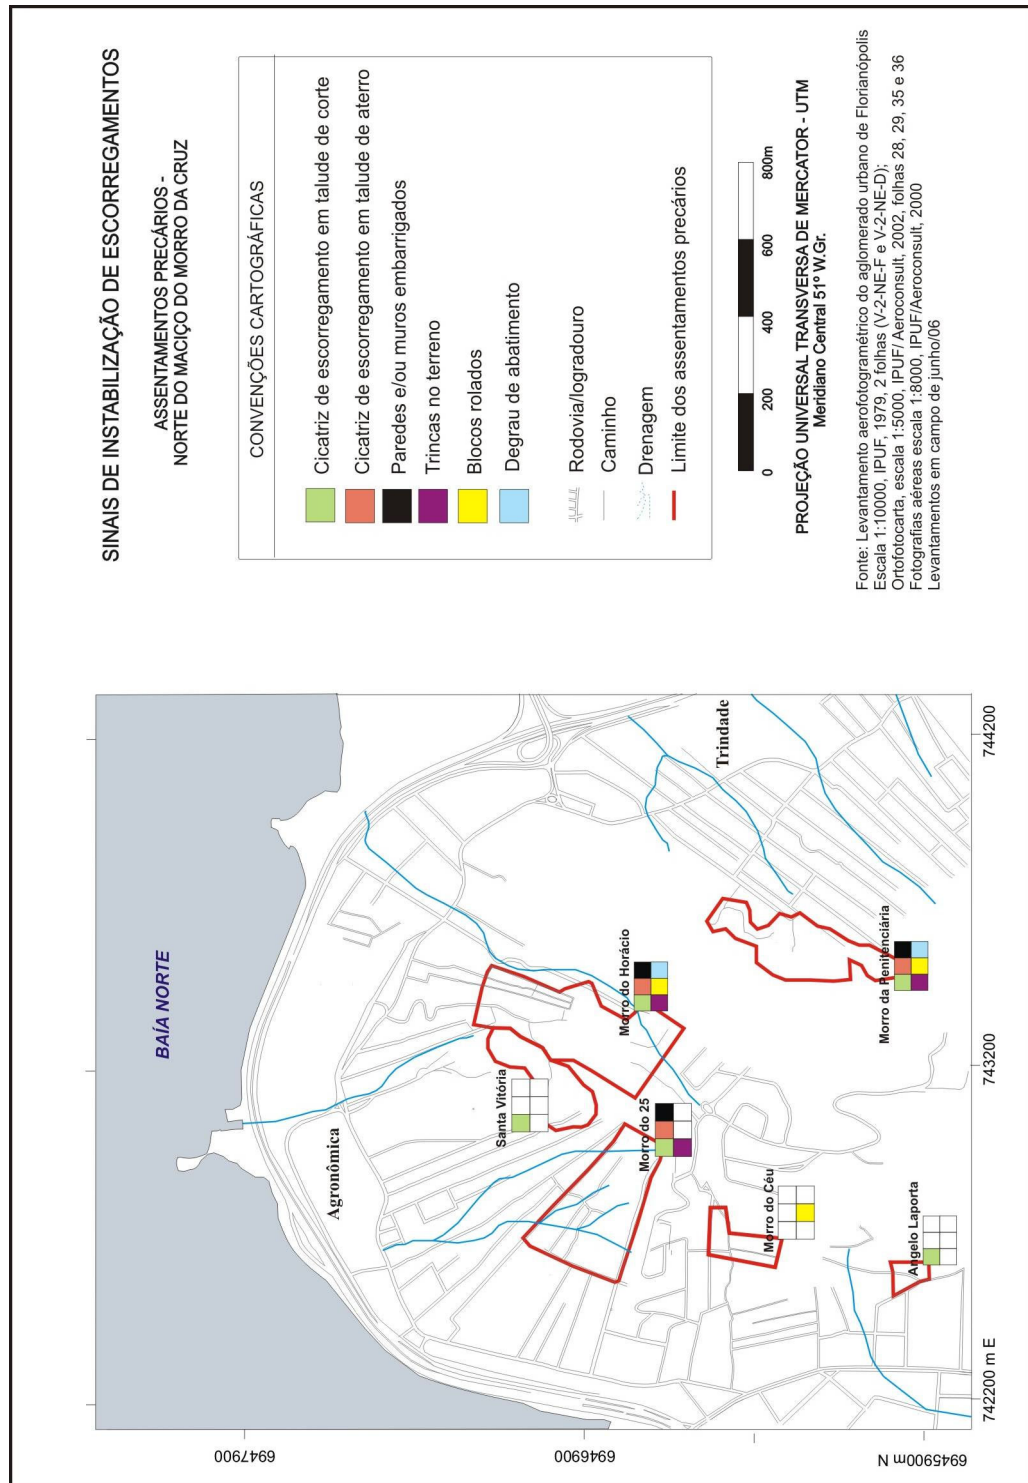 SINAIS DE INSTABILIZAÇÃO DE ESCORREGAMENTOS
ASSENTAMENTOS PRECÁRIOS -
NORTE DO MACIÇO DO MORRO DA CRUZ
CONVENÇÕES CARTOGRÁFICAS
Cicatriz de escorregamento em talude de corte
Cicatriz de escorregamento em talude de aterro
Paredes e/ou muros embarrigados
Trincas no terreno
Blocos rolados
Degrau de abatimento
Rodovia/logradouro
Caminho
Drenagem
Limite dos assentamentos precários
0 200 400 600 800m
PROJEÇÃO UNIVERSAL TRANSVERSA DE MERCATOR - UTM
Meridiano Central 51º W.Gr.
Fonte: Levantamento aerofotogramétrico do aglomerado urbano de Florianópolis
Escala 1:10000, IPUF, 1979, 2 folhas (V-2-NE-F e V-2-NE-D);
Ortofotocarta, escala 1:5000, IPUF/ Aeroconsult, 2002, folhas 28, 29, 35 e 36
Fotografias aéreas escala 1:8000, IPUF/Aeroconsult, 2000
Levantamentos em campo de junho/06
BAÍA NORTE
Agronômica
Trindade
Santa Vitória
Morro do Horácio
Morro do 25
Morro do Céu
Morro da Penitenciária
Angelo Laporta
6947900
6946900
6945900m N
742200 m E
743200
744200